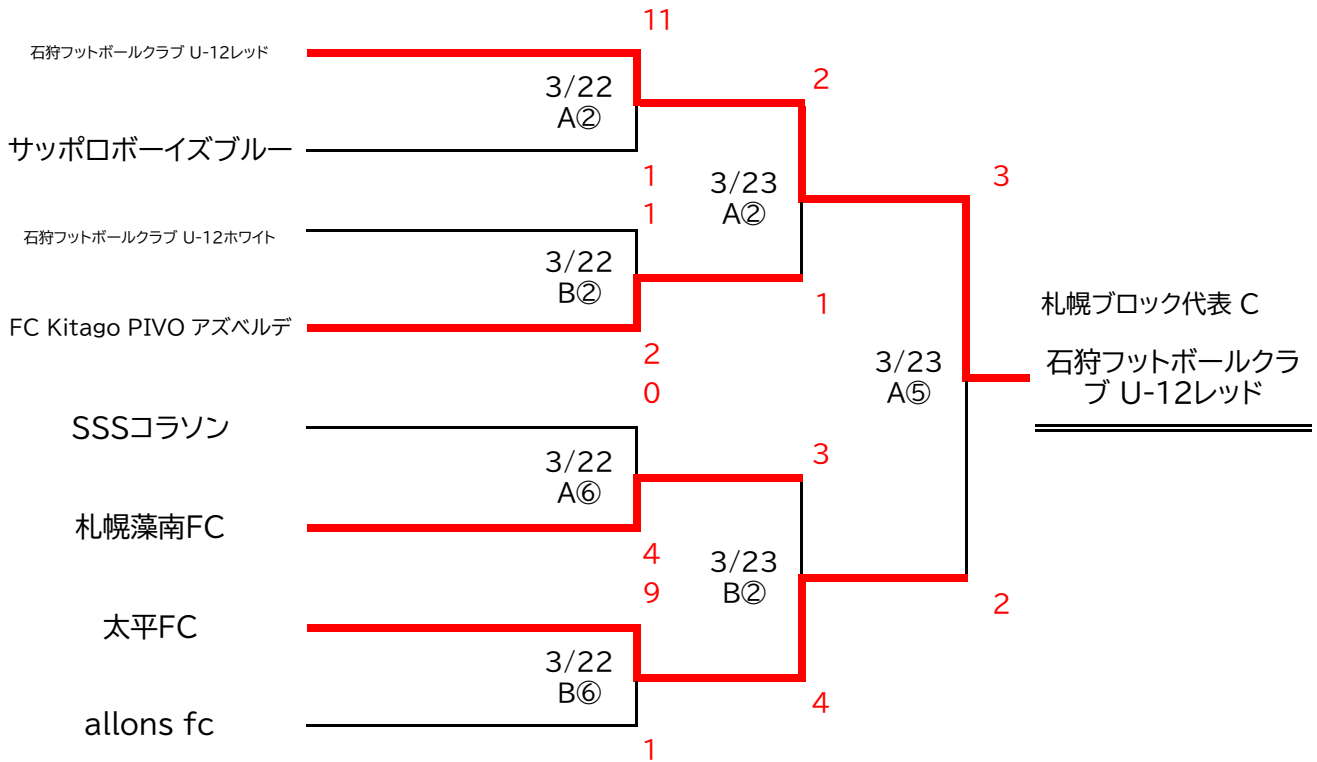 11
石狩フットボールクラブ U-12レッド
3/22
A②
2
サッポロボーイズブルー
1
3/23
A②
3
1
石狩フットボールクラブ U-12ホワイト
3/22
B②
1
FC Kitago PIVO アズベルデ
2
札幌ブロック代表 C
3/23
A⑤
石狩フットボールクラ
ブ U-12レッド
0
SSSコラソン
3/22
A⑥
3
札幌藻南FC
4
3/23
B②
9
2
太平FC
3/22
B⑥
4
allons fc
1